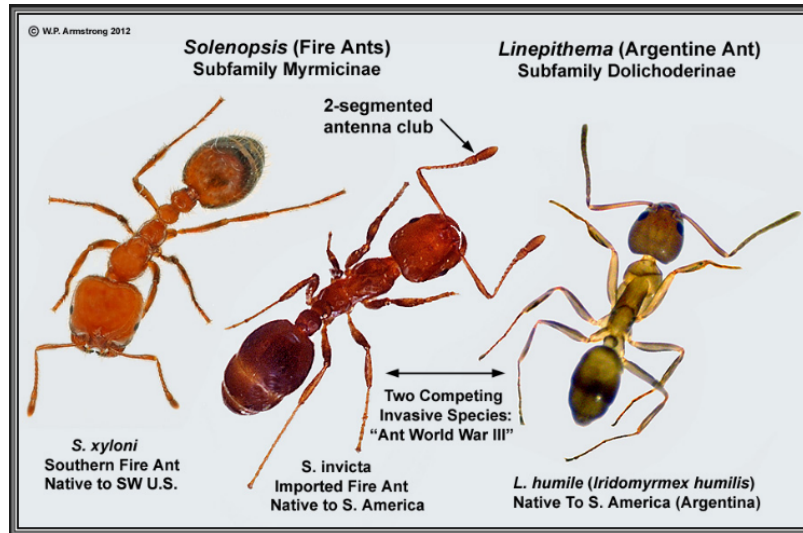 © W.P. Armstrong 2012
Solenopsis (Fire Ants)
Subfamily Myrmicinae
Linepithema (Argentine Ant)
Subfamily Dolichoderinae
2-segmented
antenna club
Two Competing
Invasive Species:
“Ant World War III”
S. xyloni
Southern Fire Ant
Native to SW U.S.
S. invicta
Imported Fire Ant
Native to S. America
L. humile (Iridomyrmex humilis)
Native To S. America (Argentina)